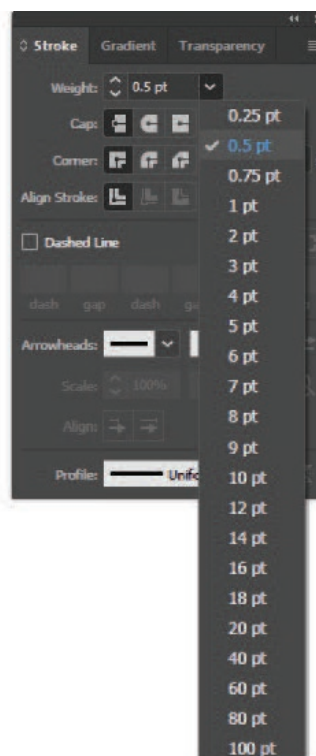 Stroke Gradient Transparency
Weight: 0.5 pt
Cap:
Corner:
Align Stroke:
Dashed Line
dash gap dash
Arrowheads:
Scale: 100%
Align:
Profile:
0.25 pt
0.5 pt
0.75 pt
1 pt
2 pt
3 pt
4 pt
5 pt
6 pt
7 pt
8 pt
9 pt
10 pt
12 pt
14 pt
16 pt
18 pt
20 pt
40 pt
60 pt
80 pt
100 pt